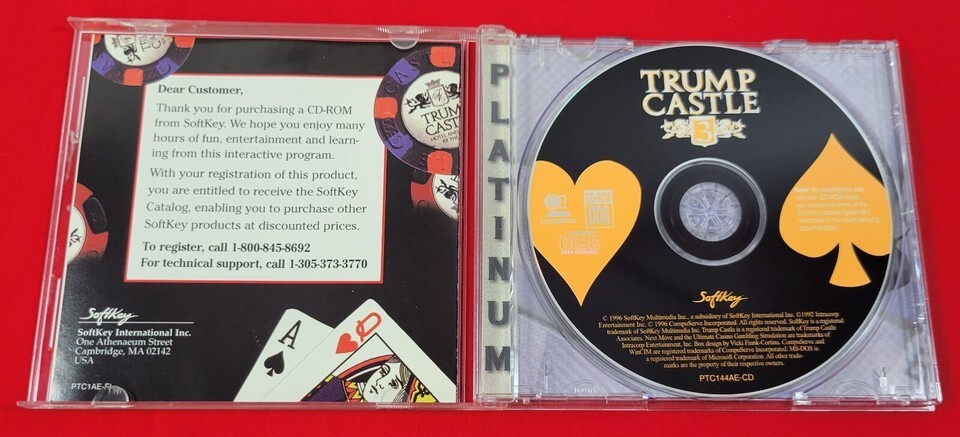 Dear Customer,
Thank you for purchasing a CD-ROM
from SoftKey. We hope you enjoy many
hours of fun, entertainment and learn-
ing from this interactive program.
With your registration of this product,
you are entitled to receive the SoftKey
Catalog, enabling you to purchase other
SoftKey products at discounted prices.
To register, call 1-800-845-8692
For technical support, call 1-305-373-3770
TRUMP
CASTLE
SoftKey
SoftKey International Inc.
One Athenaeum Street
Cambridge, MA 02142
USA
A
Q
PLATINUM
TRUMP
CASTLE
3
CD-ROM
DOS
SoftKey
© 1996 SoftKey Multimedia Inc., a subsidiary of SoftKey International Inc. ©1992 Intracorp
Entertainment Inc. © 1996 CompuServe Incorporated. All rights reserved. SoftKey is a registered
trademark of SoftKey Multimedia Inc. Trump Castle is a registered trademark of Trump Castle
Associates. Next Move and the Ultimate Casino Gambling Simulation are trademarks of
Intracorp Entertainment, Inc. Box design by Vicki Frank-Cortina. CompuServe and
WinCIM are registered trademarks of CompuServe Incorporated. MS-DOS is
a registered trademark of Microsoft Corporation. All other trade-
marks are the property of their respective owners.
PTC144AE-CD